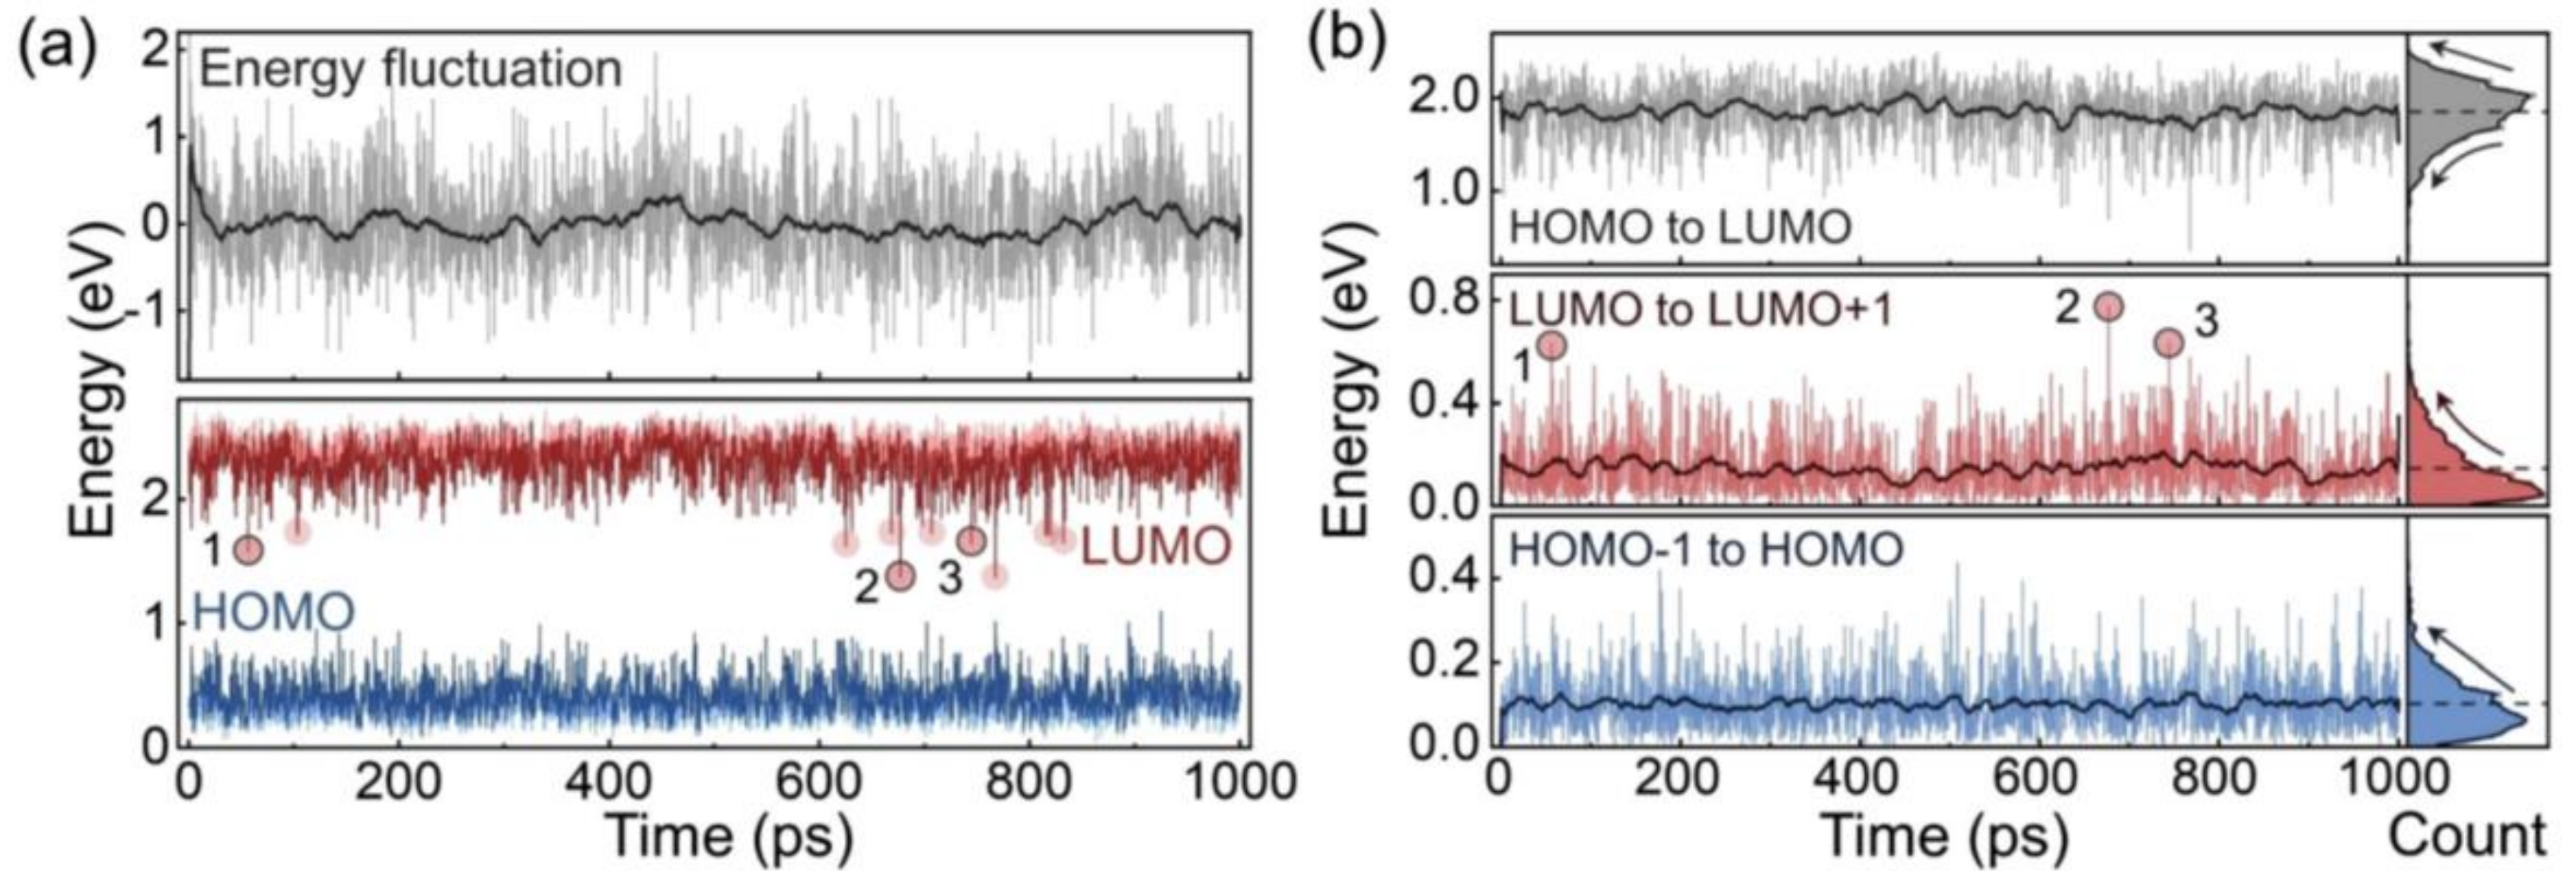 (a)
Energy (eV)
2
1
0
-1
Energy fluctuation
2
1
0
LUMO
HOMO
1
2
3
0 200 400 600 800 1000
Time (ps)
(b)
Energy (eV)
2.0
1.0
HOMO to LUMO
0.8
0.4
0.0
LUMO to LUMO+1
1
2
3
0.4
0.2
0.0
HOMO-1 to HOMO
0 200 400 600 800 1000
Time (ps)
Count